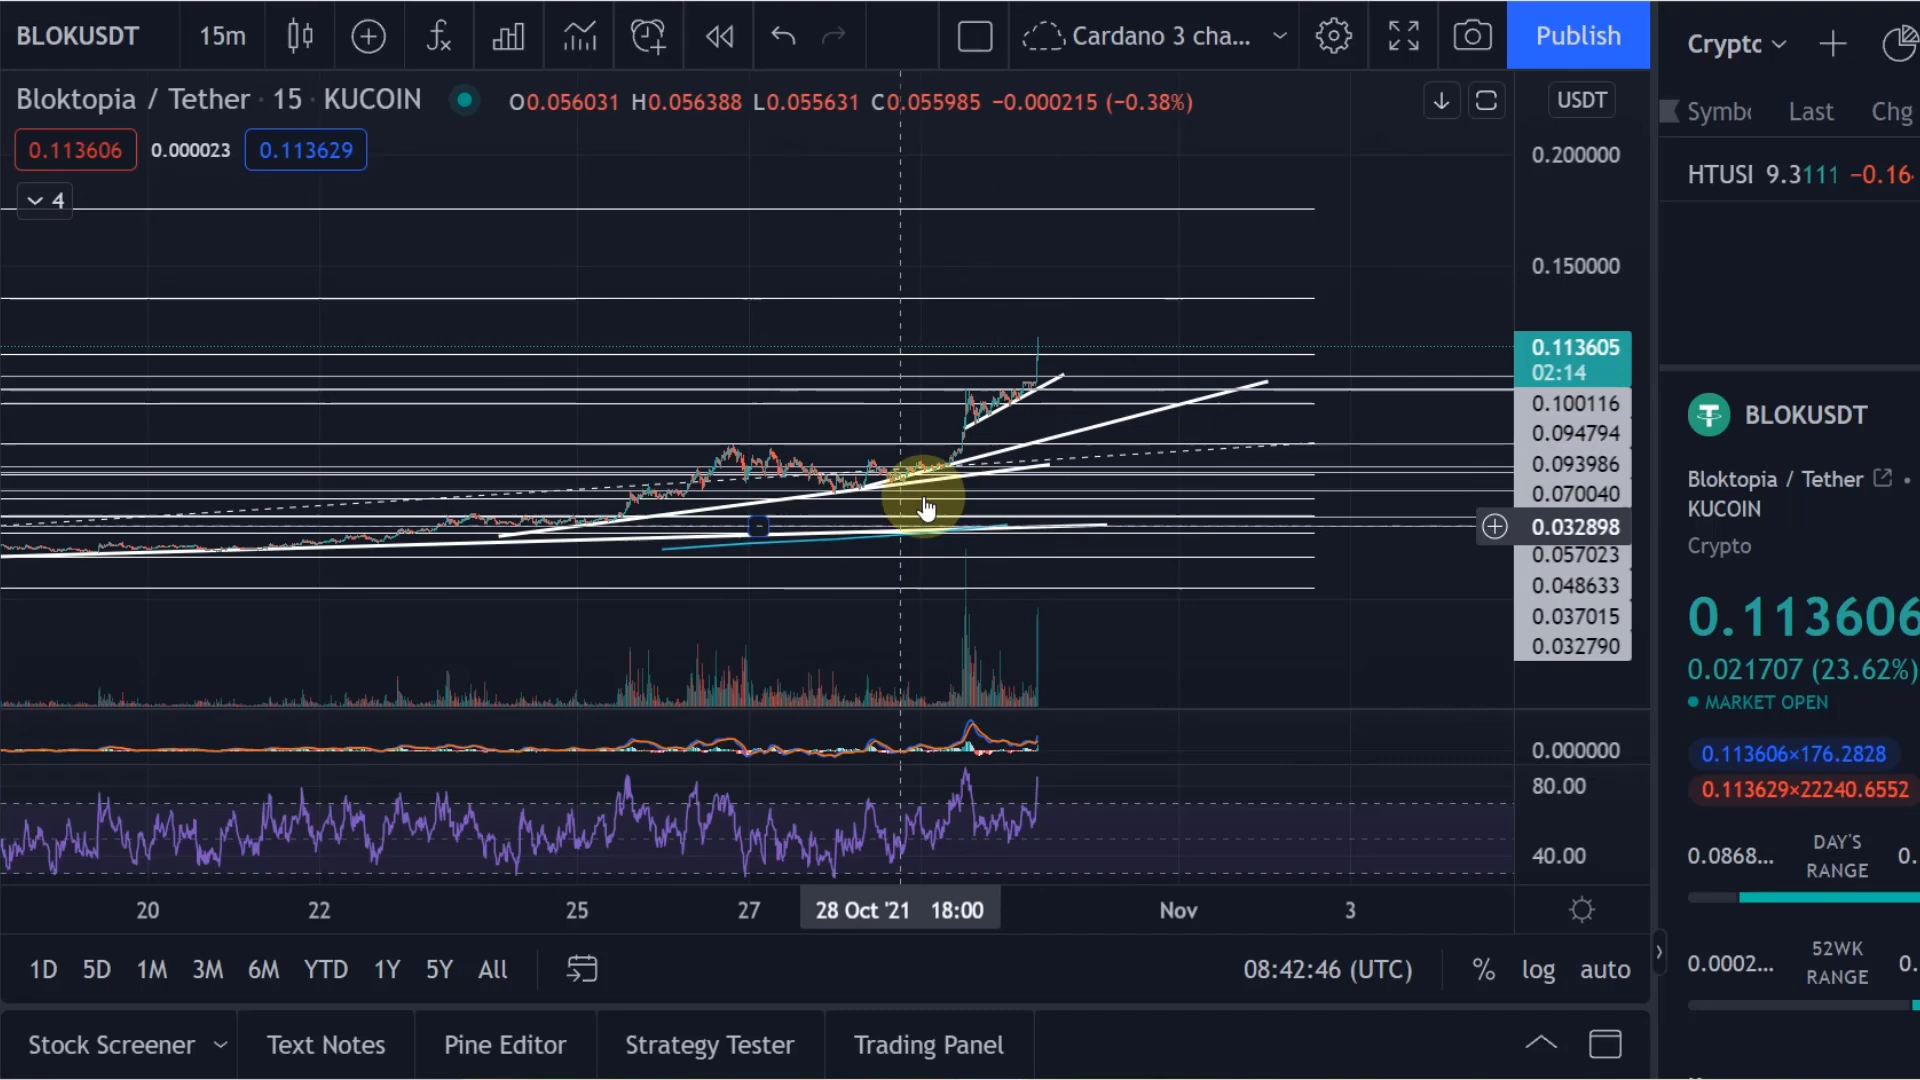 BLOKUSDT 15m Cardano 3 cha... Publish
Bloktopia / Tether · 15 · KUCOIN O0.056031 H0.056388 L0.055631 C0.055985 −0.000215 (−0.38%)
0.113606 0.000023 0.113629
4
USDT
0.200000
0.150000
0.113605
02:14
0.100116
0.094794
0.093986
0.070040
0.032898
0.057023
0.048633
0.037015
0.032790
0.000000
80.00
40.00
20 22 25 27 28 Oct '21 18:00 Nov 3
1D 5D 1M 3M 6M YTD 1Y 5Y All 08:42:46 (UTC) % log auto
Stock Screener Text Notes Pine Editor Strategy Tester Trading Panel
Last Chg
HTUSI 9.3111 −0.16
BLOKUSDT
Bloktopia / Tether
KUCOIN
Crypto
0.113606
0.021707 (23.62%)
MARKET OPEN
0.113606×176.2828
0.113629×22240.6552
0.0868... DAY'S RANGE 0.
0.0002... 52WK RANGE 0.